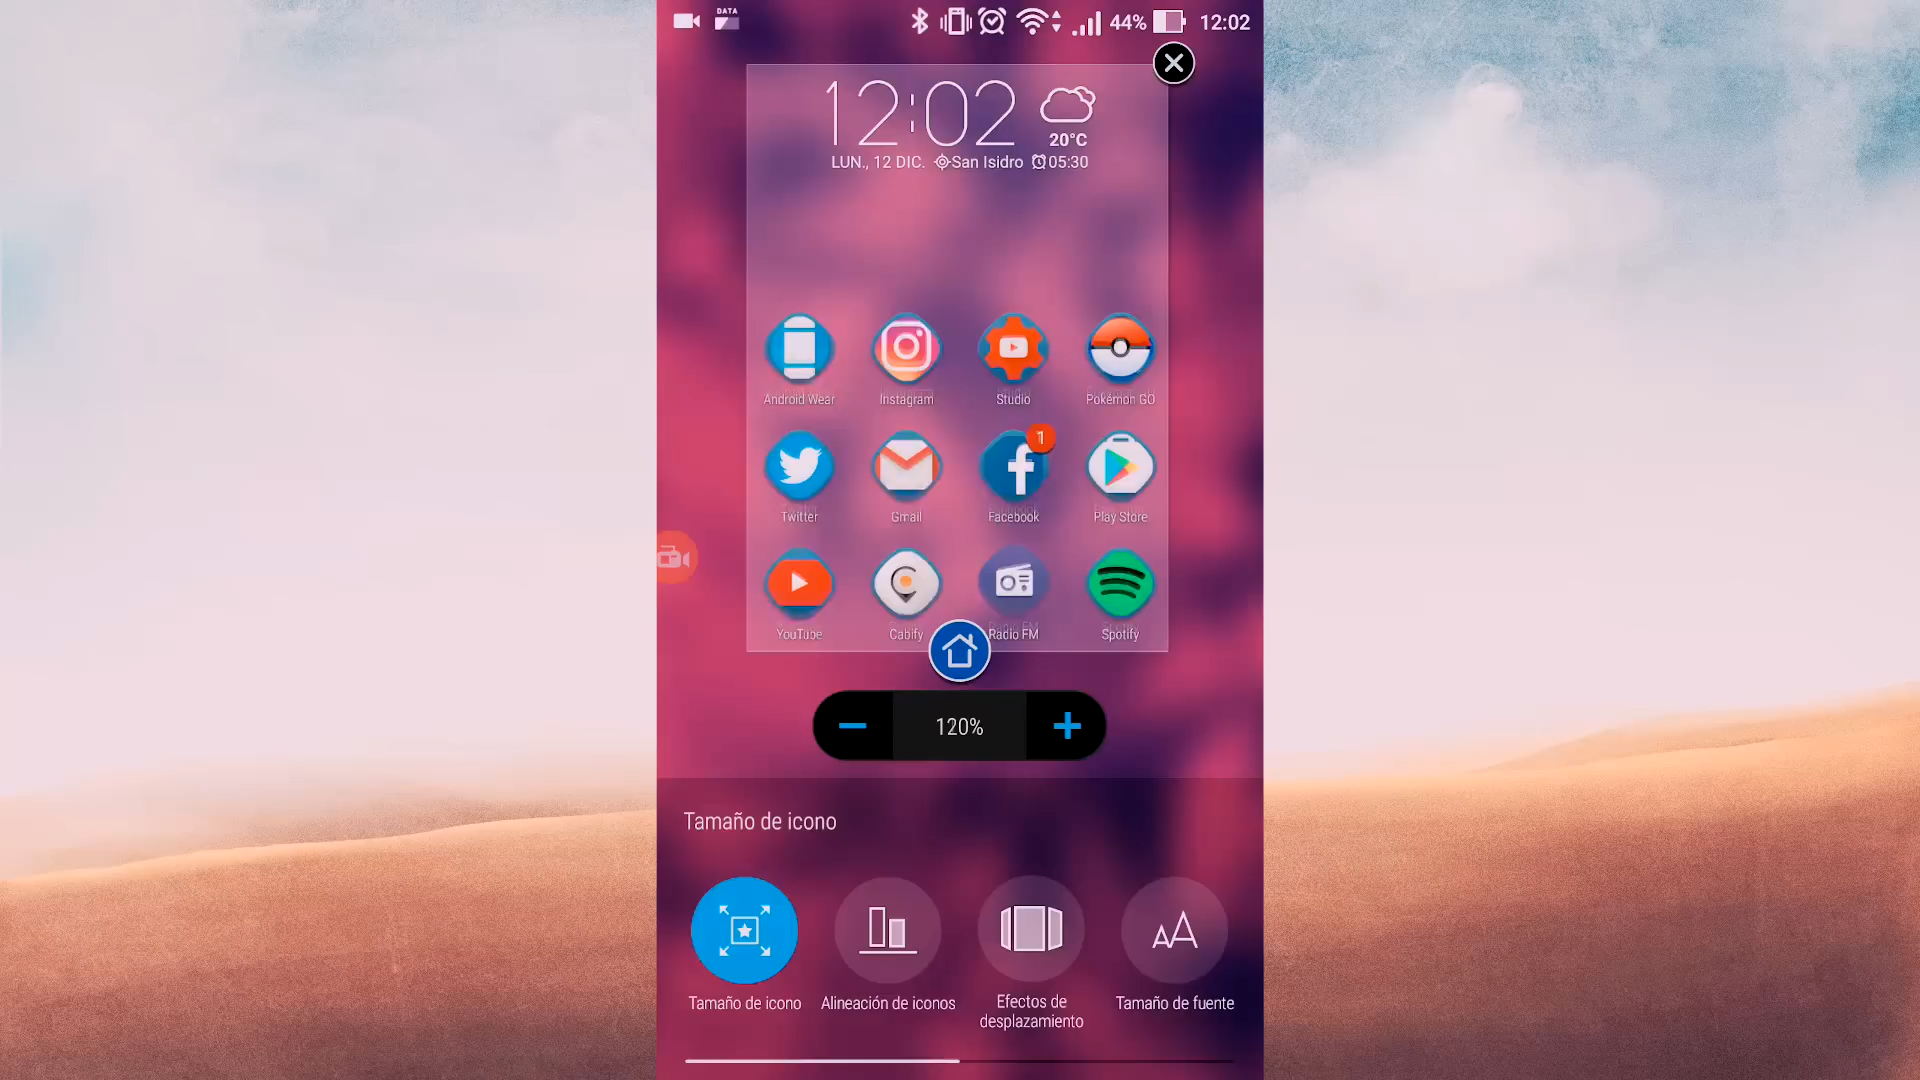 DATA
44%
12:02
12:02
20°C
LUN., 12 DIC. San Isidro 05:30
Android Wear
Instagram
Studio
Pokémon GO
1
Twitter
Gmail
Facebook
Play Store
YouTube
Cabify
Radio FM
Spotify
120%
Tamaño de icono
Tamaño de icono
Alineación de iconos
Efectos de
desplazamiento
Tamaño de fuente